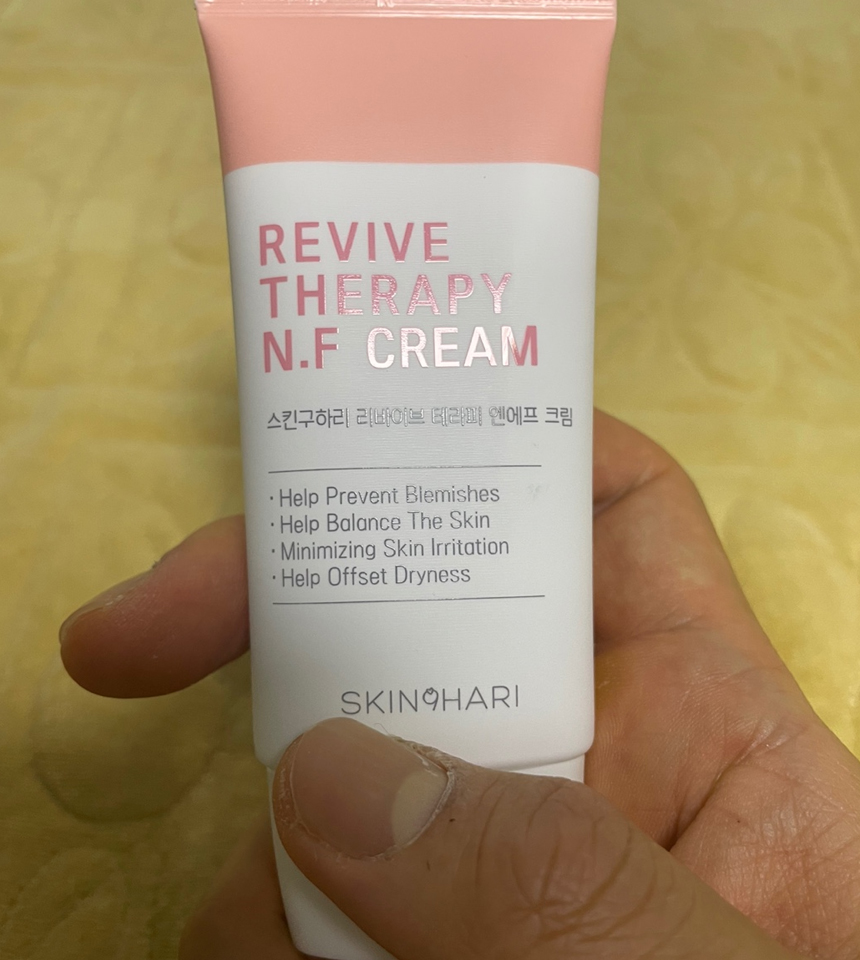 REVIVE
THERAPY
N.F CREAM
스킨구하리 리바이브 테라피 엔에프 크림
· Help Prevent Blemishes
· Help Balance The Skin
· Minimizing Skin Irritation
· Help Offset Dryness
SKIN9HARI